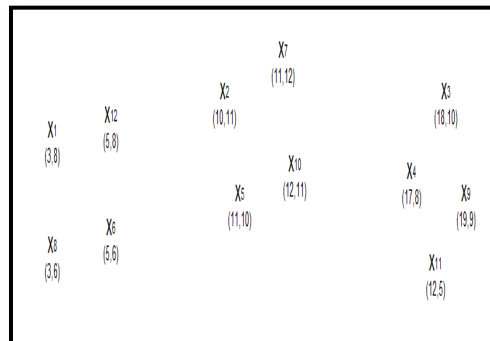 X7
(11,12)
X2
(10,11)
X3
(18,10)
X12
(5,8)
X1
(3,8)
X10
(12,11)
X4
(17,8)
X5
(11,10)
X9
(19,9)
X6
(5,6)
X8
(3,6)
X11
(12,5)